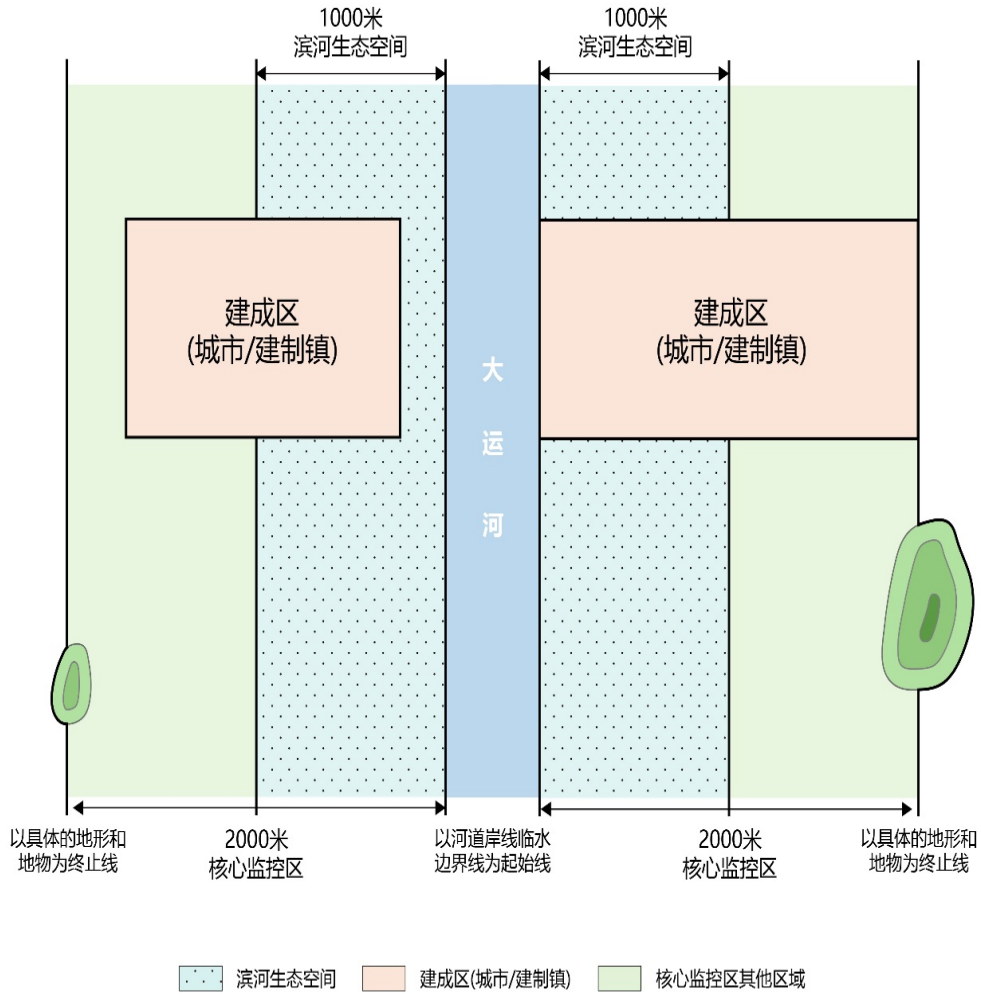 1000米
滨河生态空间
1000米
滨河生态空间
建成区
(城市/建制镇)
建成区
(城市/建制镇)
大
运
河
以具体的地形和
地物为终止线
2000米
核心监控区
以河道岸线临水
边界线为起始线
2000米
核心监控区
以具体的地形和
地物为终止线
滨河生态空间
建成区(城市/建制镇)
核心监控区其他区域